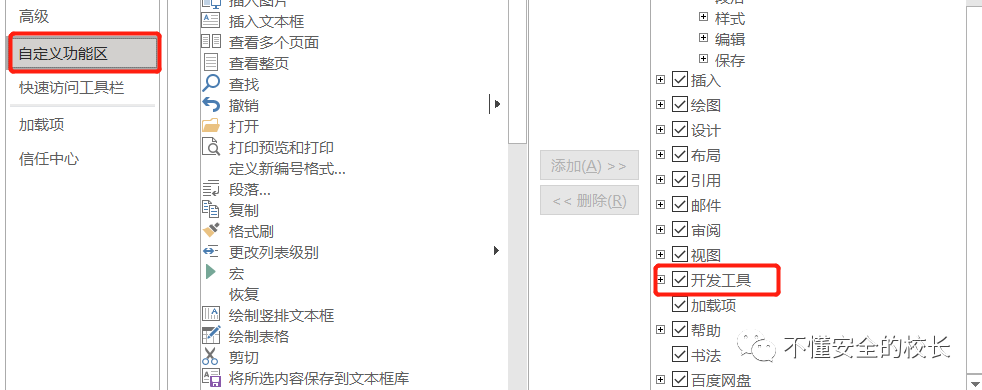 高级
自定义功能区
快速访问工具栏
加载项
信任中心
插入图片
插入文本框
查看多个页面
查看整页
查找
撤销
打开
打印预览和打印
定义新编号格式...
段落...
复制
格式刷
更改列表级别
宏
恢复
绘制竖排文本框
绘制表格
剪切
将所选内容保存到文本框库
添加(A) >>
<< 删除(R)
段落
样式
编辑
保存
插入
绘图
设计
布局
引用
邮件
审阅
视图
开发工具
加载项
帮助
书法
百度网盘
不懂安全的校长